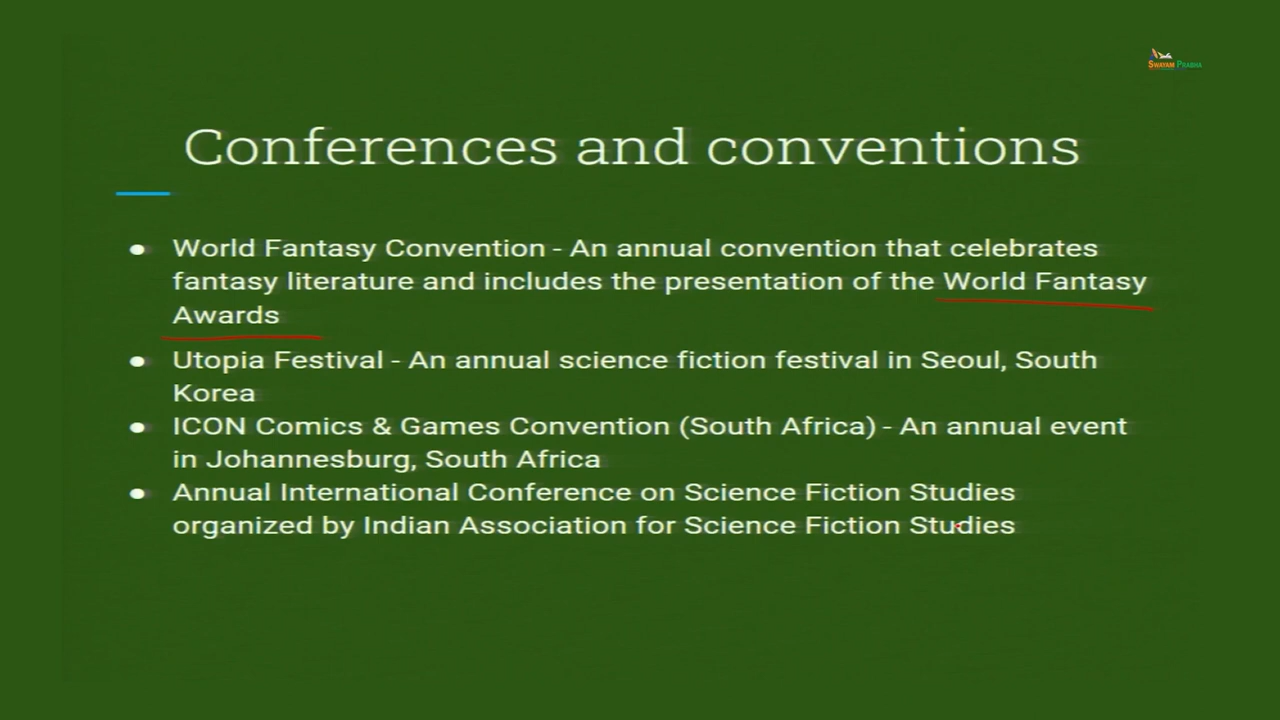 SWAYAM PRABHA
Conferences and conventions
● World Fantasy Convention - An annual convention that celebrates
fantasy literature and includes the presentation of the World Fantasy
Awards
● Utopia Festival - An annual science fiction festival in Seoul, South
Korea
● ICON Comics & Games Convention (South Africa) - An annual event
in Johannesburg, South Africa
● Annual International Conference on Science Fiction Studies
organized by Indian Association for Science Fiction Studies